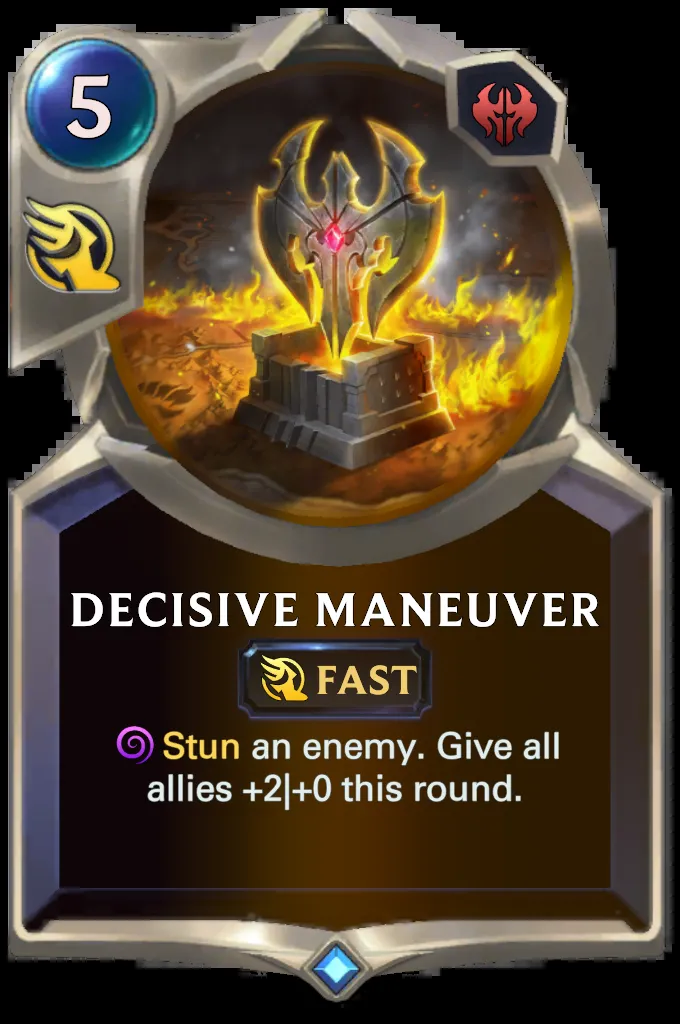 5
DECISIVE MANEUVER
FAST
Stun an enemy. Give all
allies +2|+0 this round.